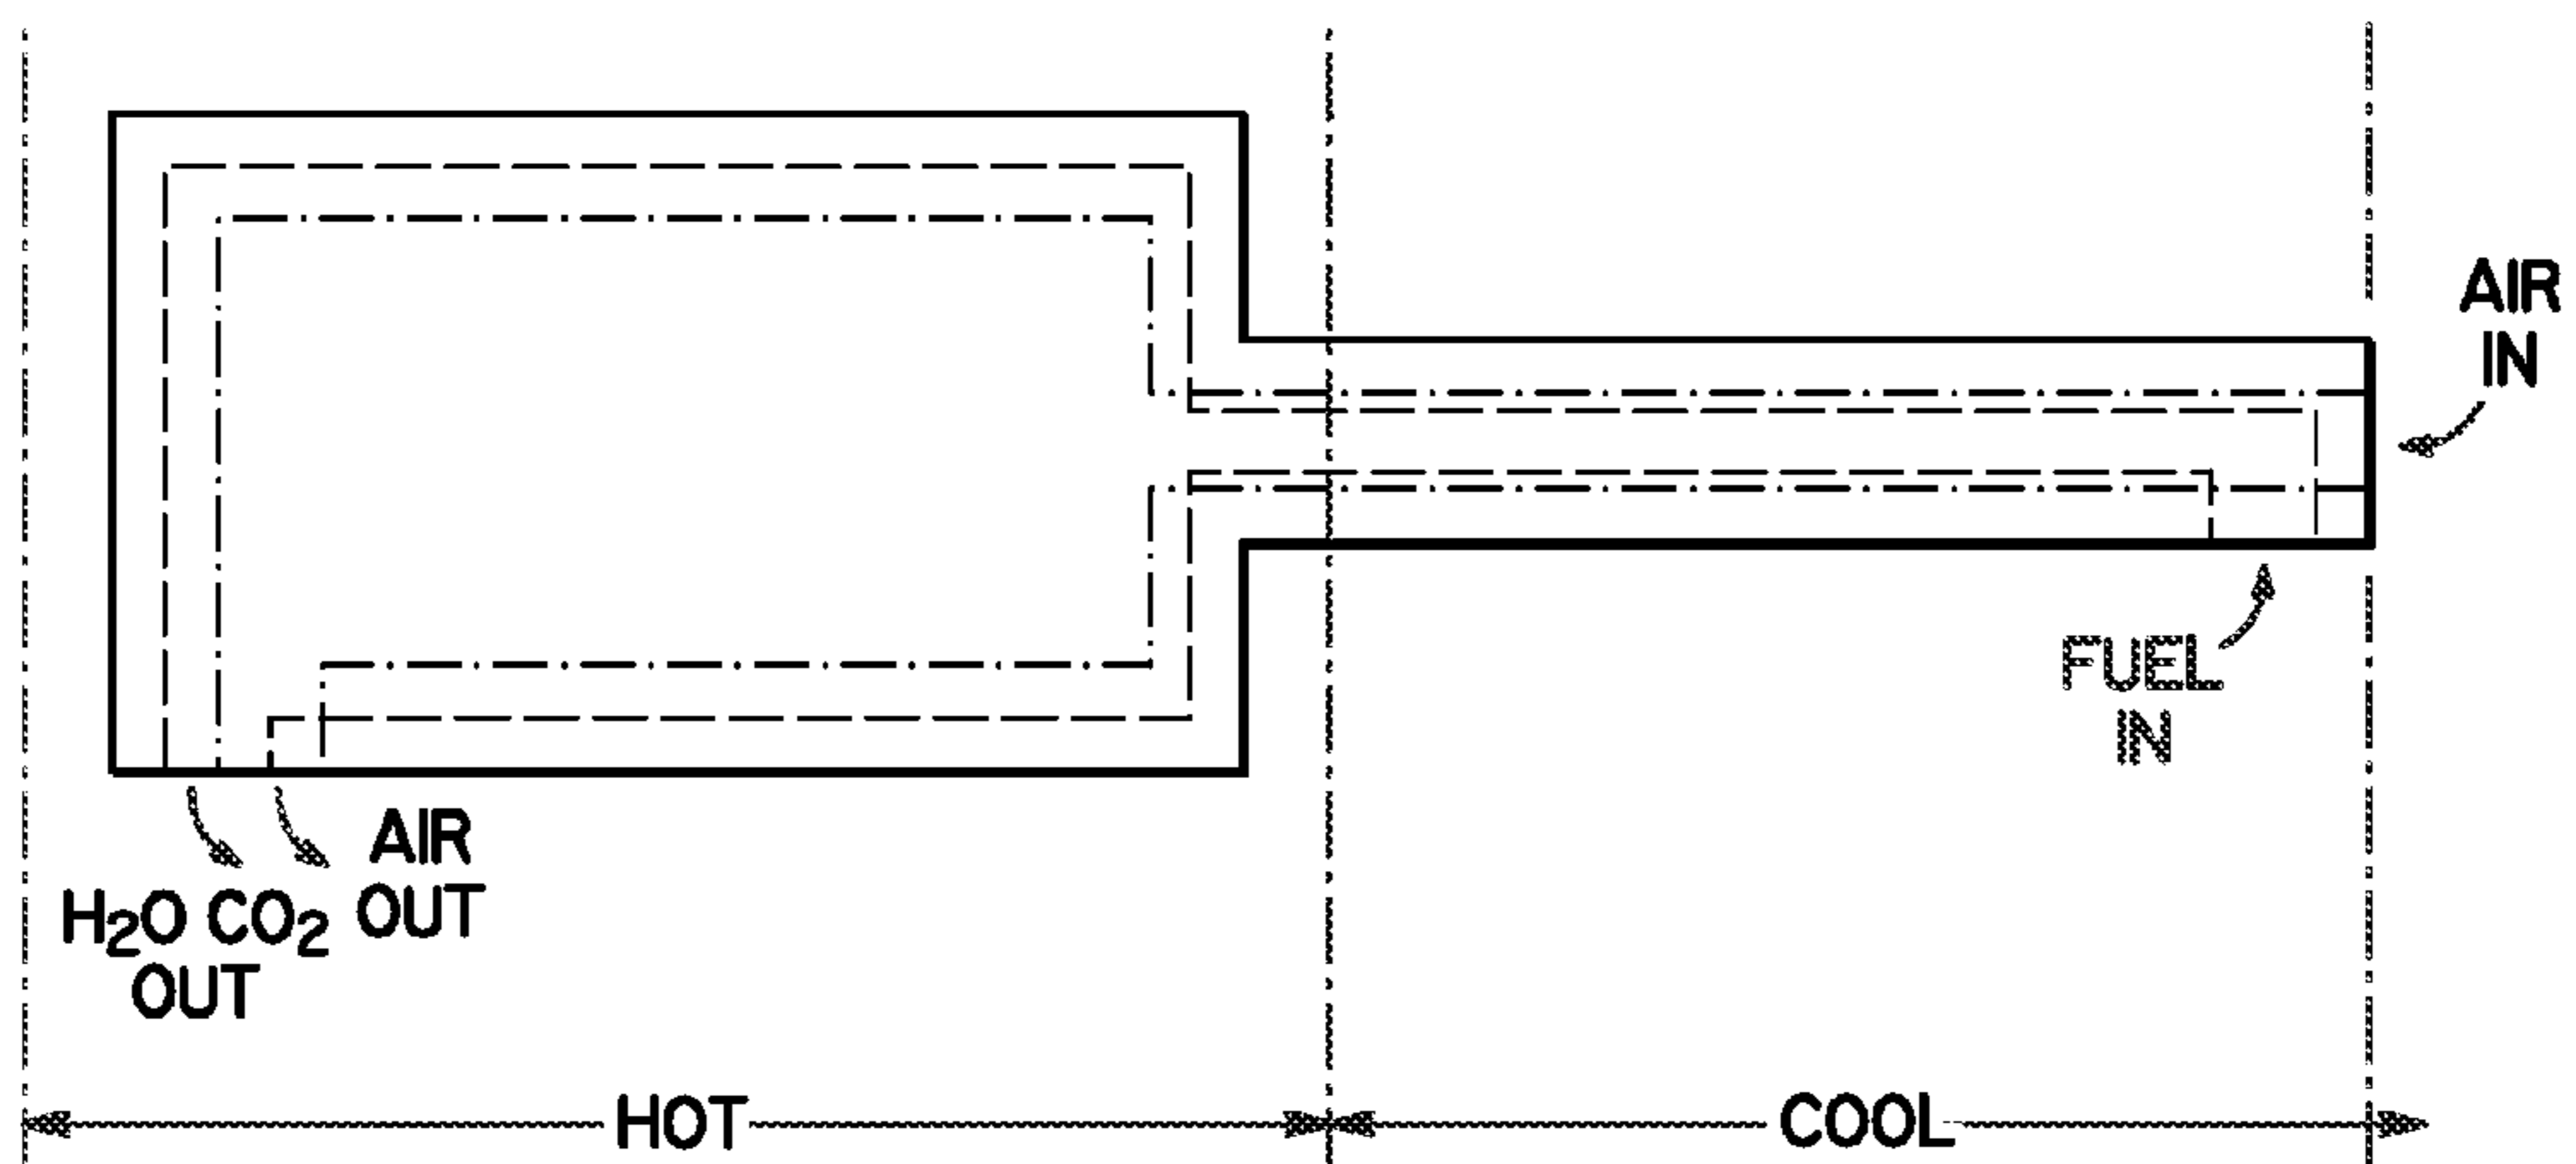 AIR
IN
FUEL
IN
AIR
OUT
H₂O CO₂
OUT
HOT
COOL